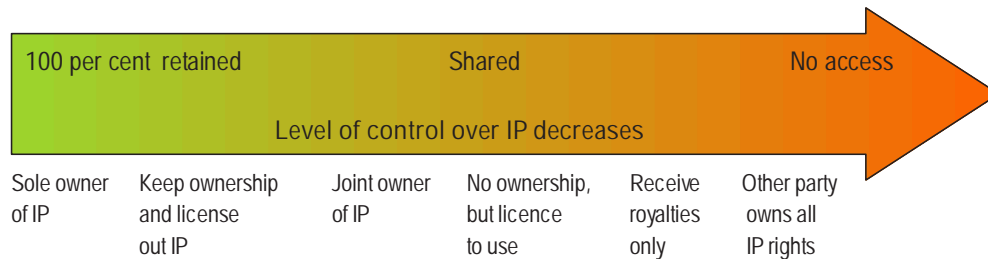 100 per cent retained Shared No access
Level of control over IP decreases
Sole owner
of IP
Keep ownership
and license
out IP
Joint owner
of IP
No ownership,
but licence
to use
Receive
royalties
only
Other party
owns all
IP rights